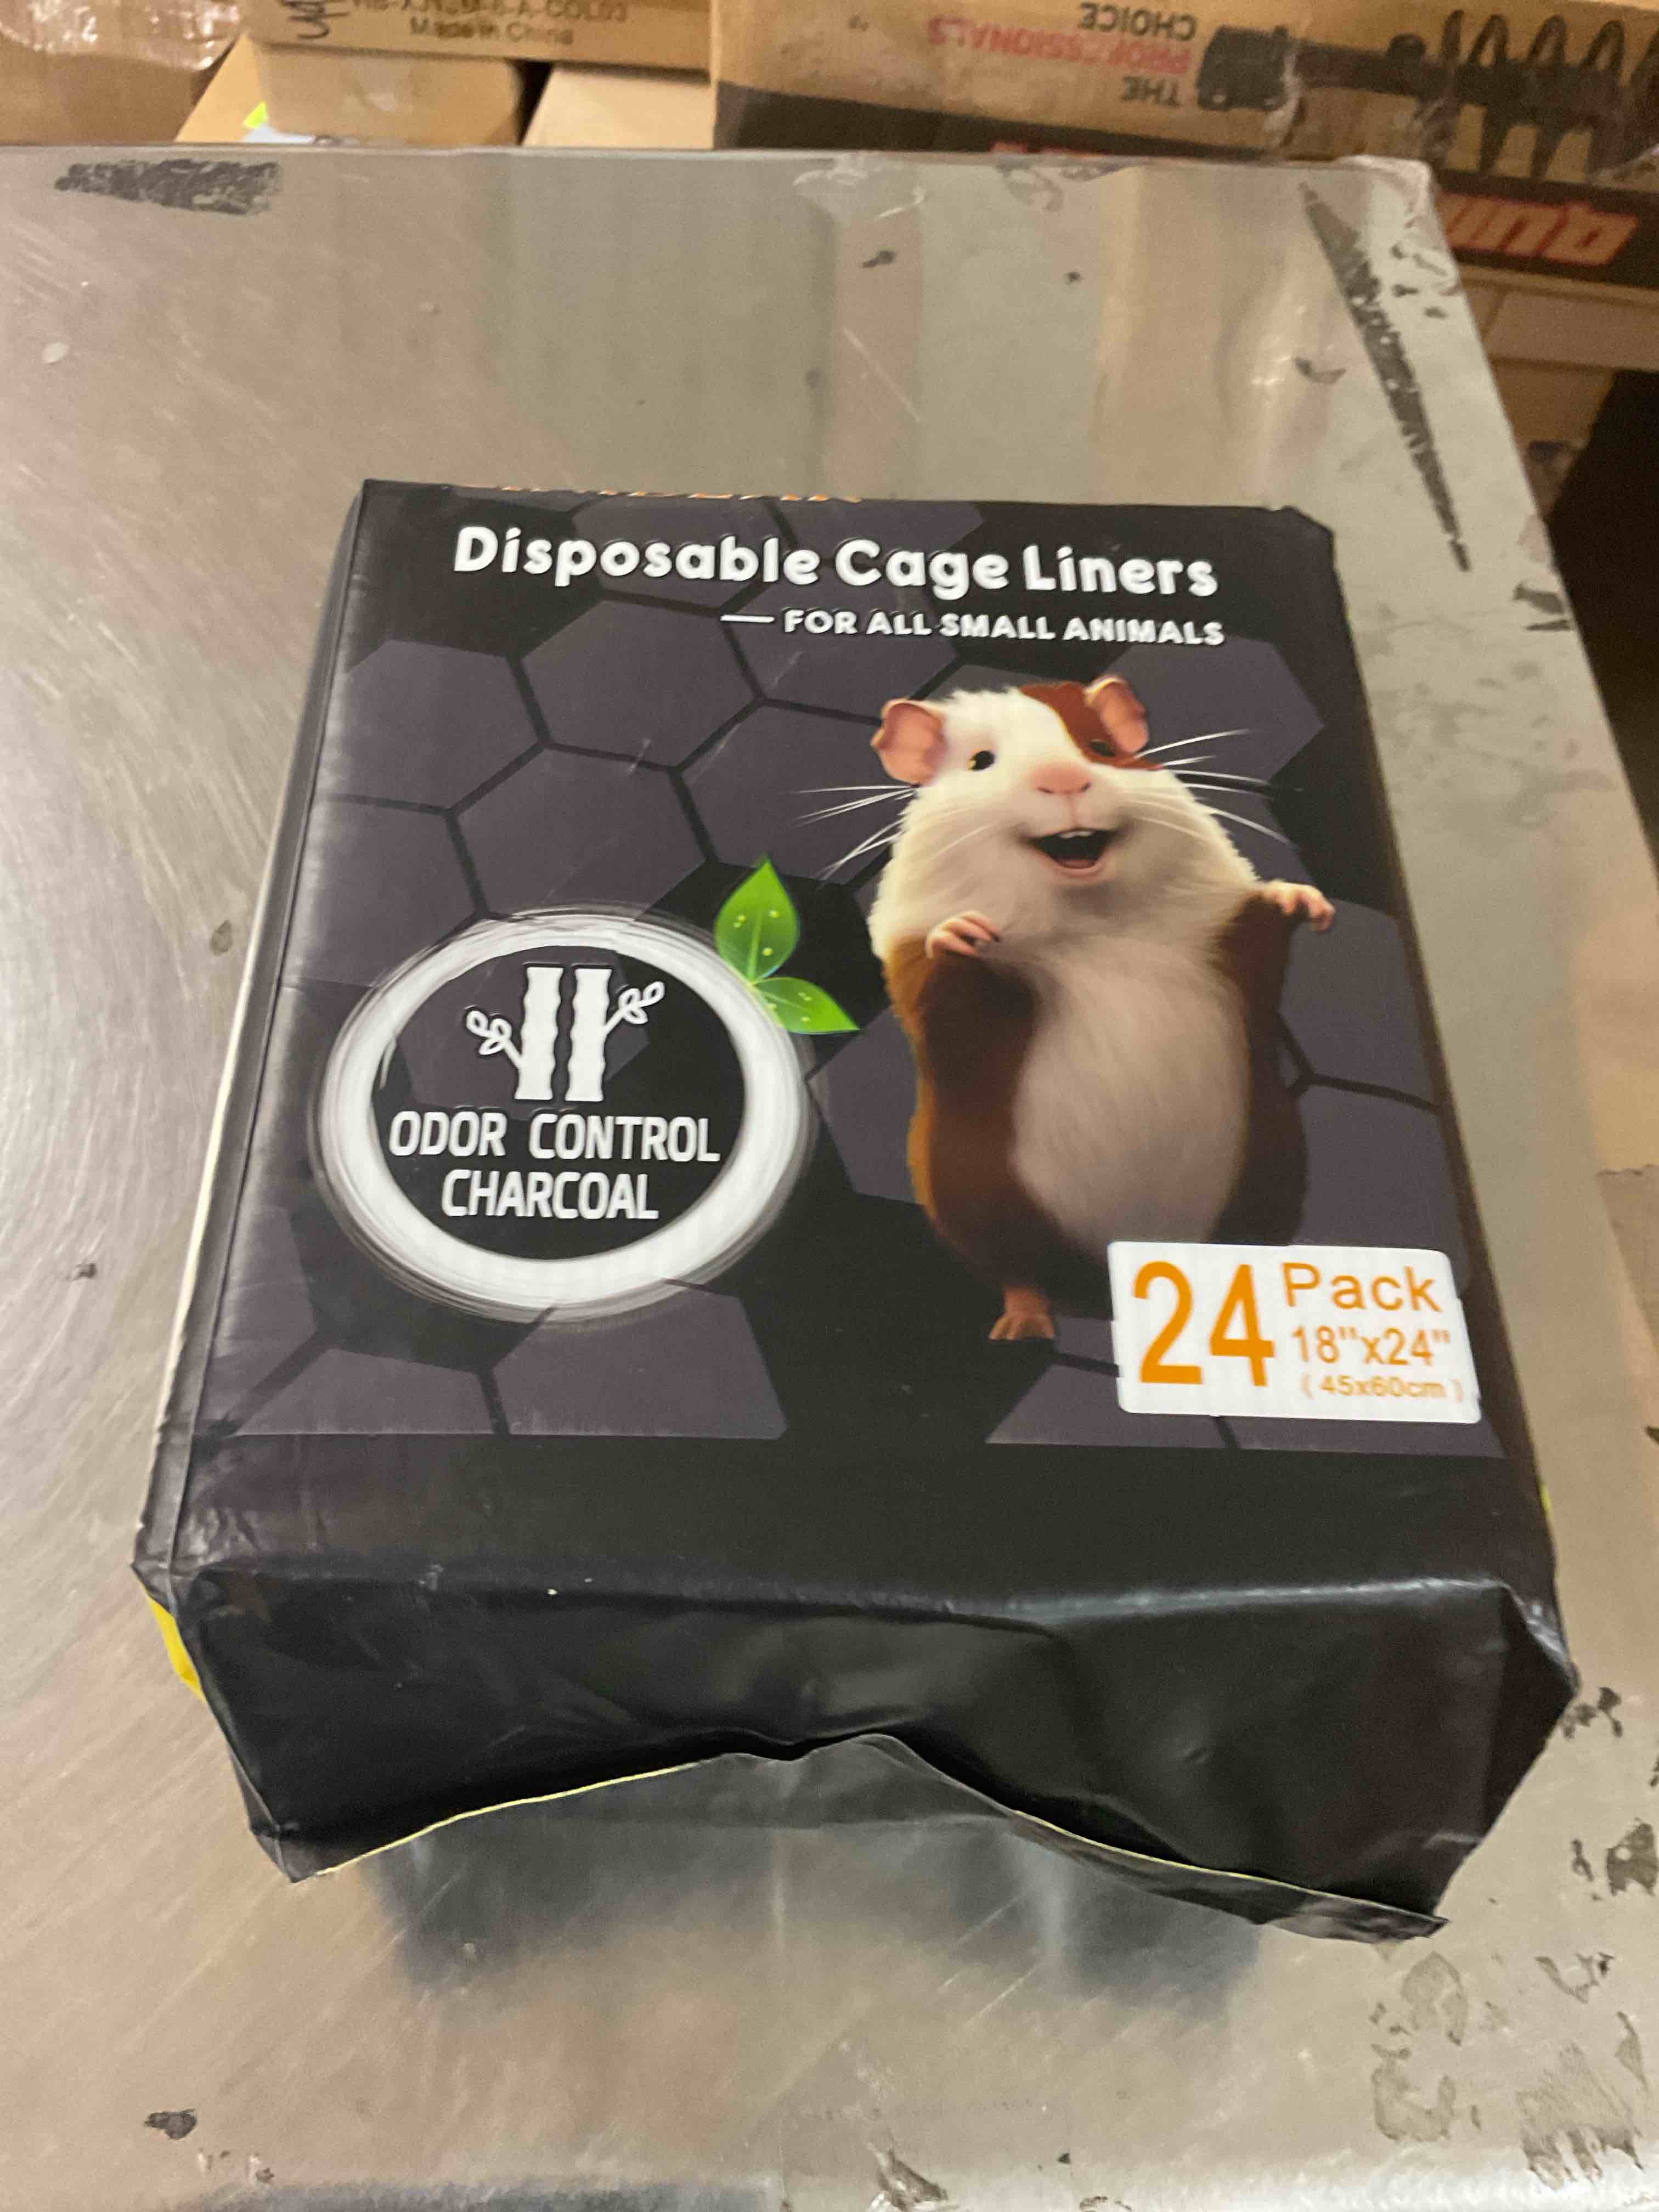 Made in China
THE
PROFESSIONALS
CHOICE
Disposable Cage Liners
— FOR ALL SMALL ANIMALS
ODOR CONTROL
CHARCOAL
24 Pack
18"x24"
(45x60cm)